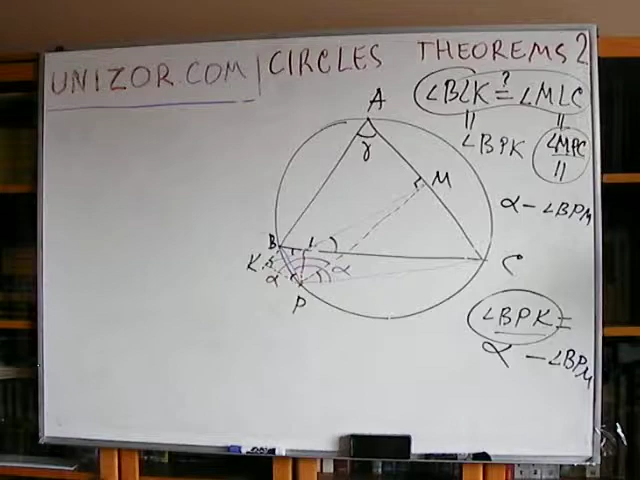 UNIZOR.COM | CIRCLES THEOREMS 2
∠BLK ?= ∠MLC
॥ ॥
∠BPK ∠MPC
॥
α - ∠BPM
A
γ
M
B L
K α
α
C
P
∠BPK =
α - ∠BPM